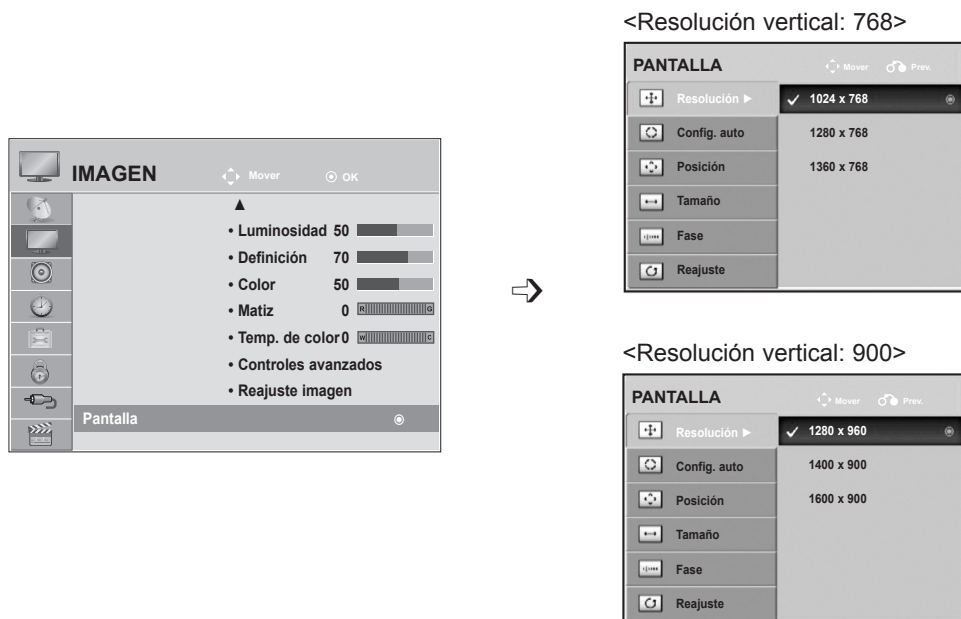 IMAGEN
Mover
OK
▲
• Luminosidad 50
• Definición 70
• Color 50
• Matiz 0 R G
• Temp. de color 0 W C
• Controles avanzados
• Reajuste imagen
Pantalla
<Resolución vertical: 768>
PANTALLA
Mover
Prev.
Resolución ►
✓ 1024 x 768
Config. auto
1280 x 768
Posición
1360 x 768
Tamaño
Fase
Reajuste
<Resolución vertical: 900>
PANTALLA
Mover
Prev.
Resolución ►
✓ 1280 x 960
Config. auto
1400 x 900
Posición
1600 x 900
Tamaño
Fase
Reajuste